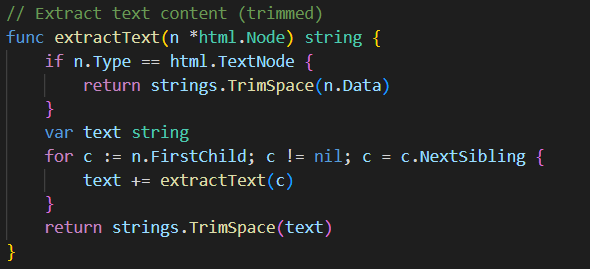 // Extract text content (trimmed)
func extractText(n *html.Node) string {
    if n.Type == html.TextNode {
        return strings.TrimSpace(n.Data)
    }
    var text string
    for c := n.FirstChild; c != nil; c = c.NextSibling {
        text += extractText(c)
    }
    return strings.TrimSpace(text)
}